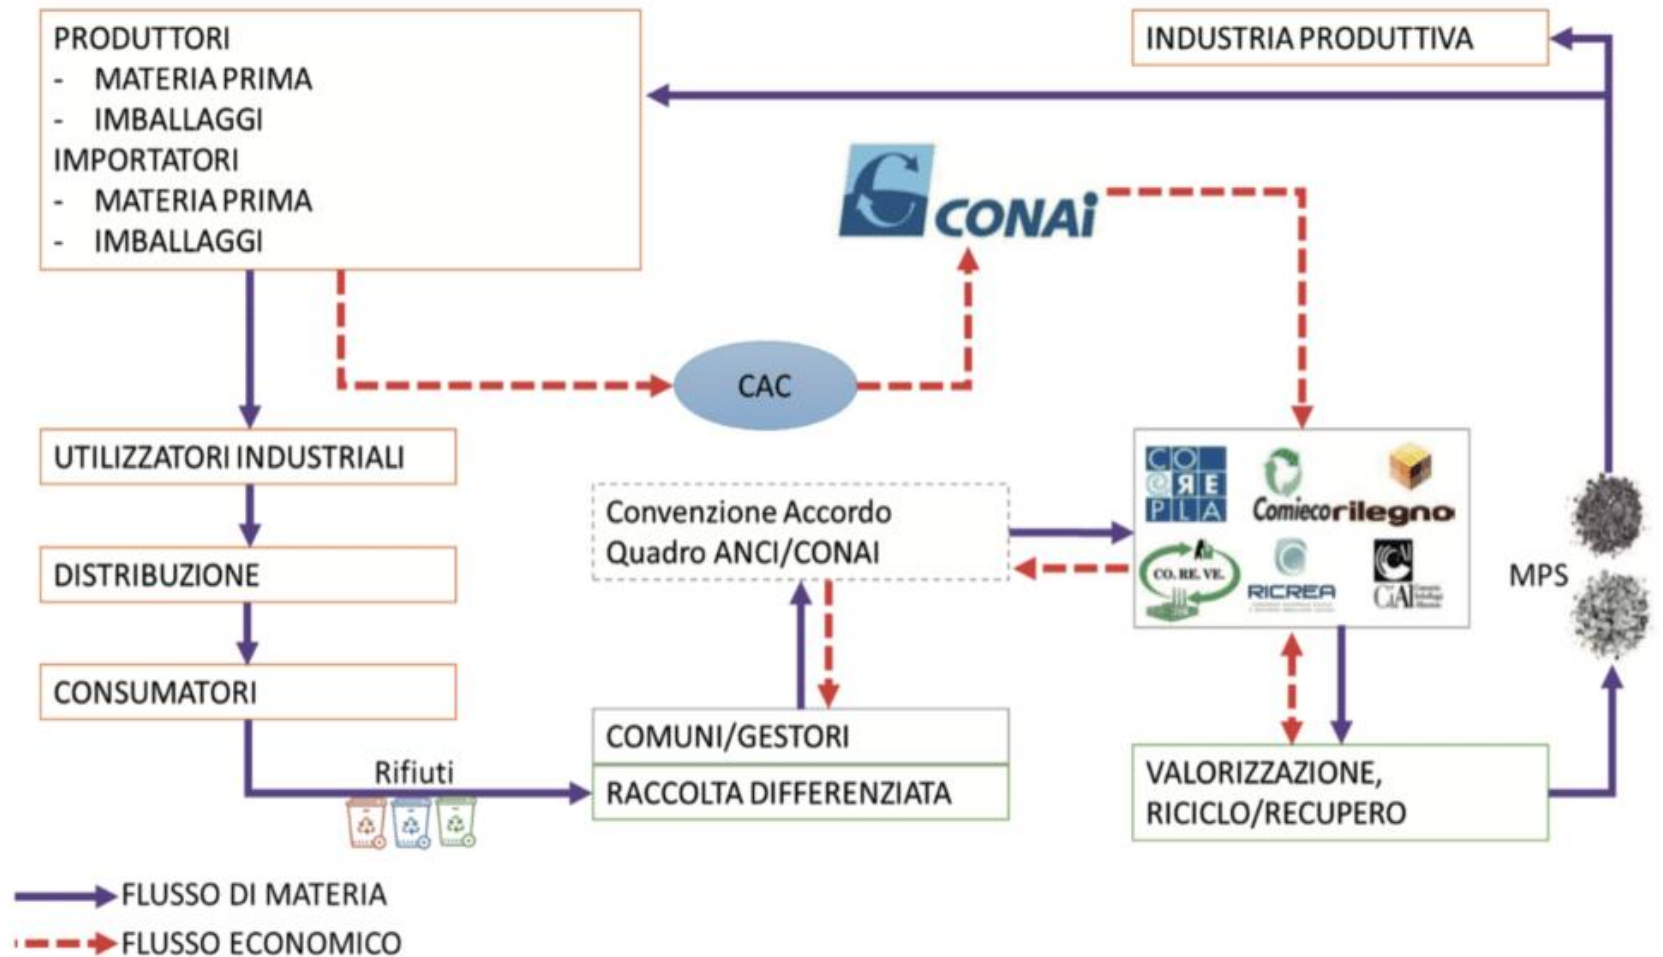 PRODUTTORI
- MATERIA PRIMA
- IMBALLAGGI
IMPORTATORI
- MATERIA PRIMA
- IMBALLAGGI
INDUSTRIA PRODUTTIVA
CONAi
CAC
UTILIZZATORI INDUSTRIALI
DISTRIBUZIONE
CONSUMATORI
Rifiuti
Convenzione Accordo
Quadro ANCI/CONAI
COMUNI/GESTORI
RACCOLTA DIFFERENZIATA
CO
RE
PLA
Comieco
rilegno
CO. RE. VE.
RICREA
CiAl
MPS
VALORIZZAZIONE,
RICICLO/RECUPERO
FLUSSO DI MATERIA
FLUSSO ECONOMICO